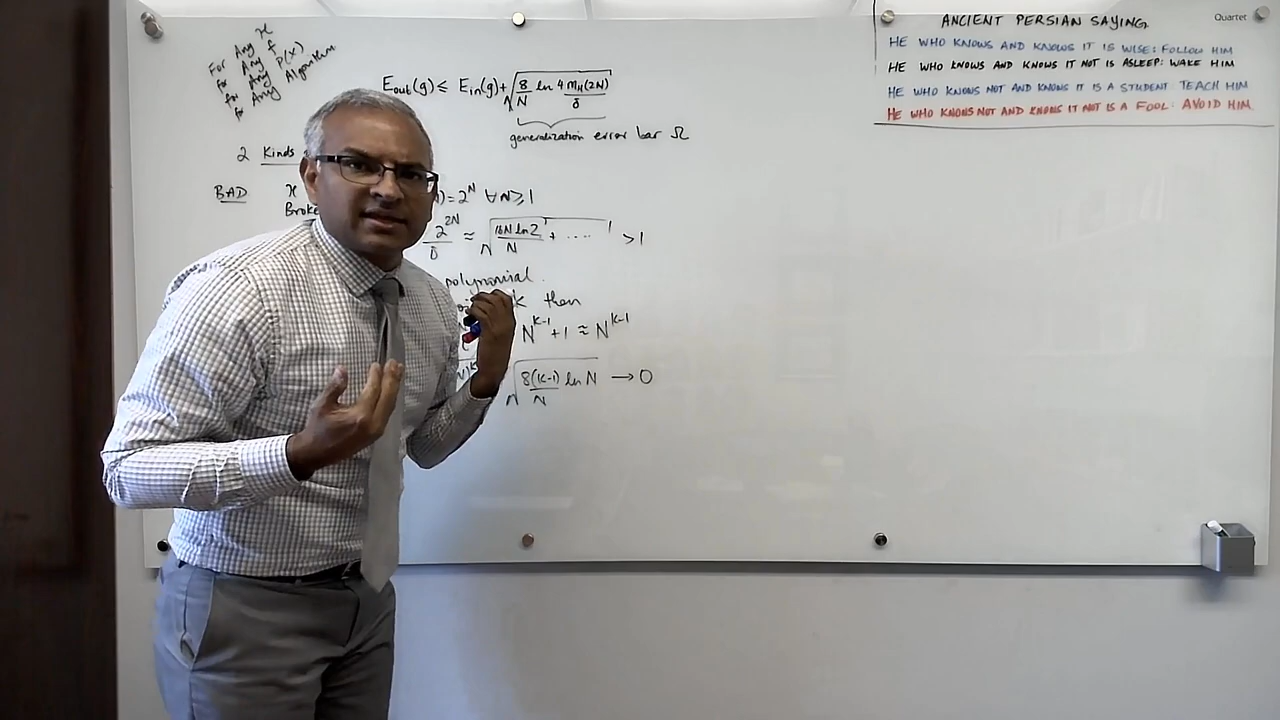 For Any ℋ
for Any f
for Any P(x)
for Any Algorithm
E_out(g) ≤ E_in(g) + √(8/N ln 4 m_H(2N)/δ)
generalization error bar Ω
2 Kinds
BAD ℋ ) = 2^N ∀N≥1
Broke
2^2N/δ ≈ √(16N ln 2/N + ....) >1
polynomial.
k then
N^k-1 + 1 ≈ N^k-1
√(8(k-1) ln N/N) → 0
Quartet
ANCIENT PERSIAN SAYING.
HE WHO KNOWS AND KNOWS IT IS WISE: FOLLOW HIM
HE WHO KNOWS AND KNOWS IT NOT IS ASLEEP: WAKE HIM
HE WHO KNOWS NOT AND KNOWS IT IS A STUDENT TEACH HIM
HE WHO KNOWS NOT AND KNOWS IT NOT IS A FOOL: AVOID HIM.